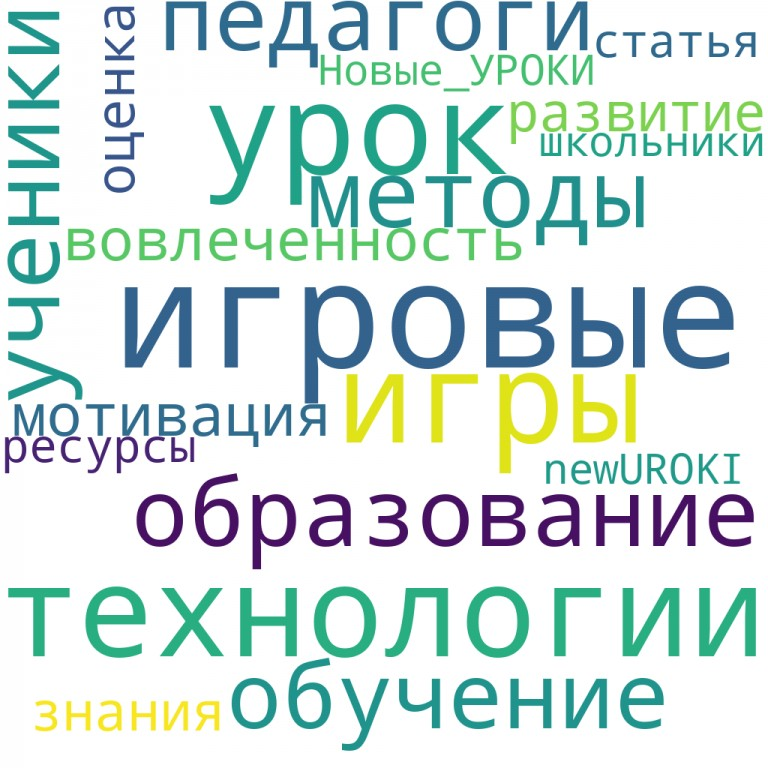 педагоги
статья
ученики
оценка
Новые_УРОКИ
урок
развитие
школьники
методы
вовлеченность
игровые
игры
мотивация
ресурсы
newUROKI
образование
технологии
обучение
знания